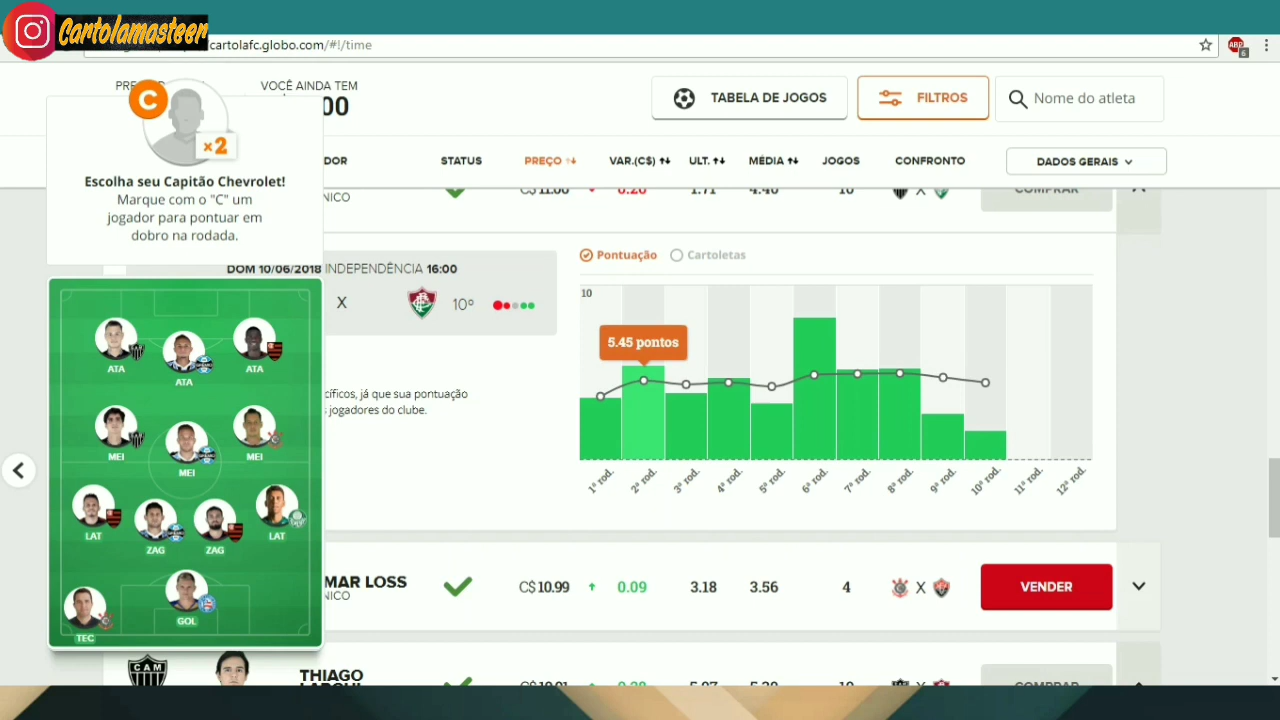 Cartolamasteer
cartolafc.globo.com/#!/time
ABP
6
VOCÊ AINDA TEM
TABELA DE JOGOS
FILTROS
Nome do atleta
C
×2
STATUS
PREÇO
VAR.(C$)
ULT.
MÉDIA
JOGOS
CONFRONTO
DADOS GERAIS
Escolha seu Capitão Chevrolet!
Marque com o "C" um
jogador para pontuar em
dobro na rodada.
NICO
X
COMPRAR
Pontuação
Cartoletas
DOM 10/06/2018 INDEPENDÊNCIA 16:00
X
10º
10
5.45 pontos
ATA
ATA
ATA
cíficos, já que sua pontuação
s jogadores do clube.
MEI
MEI
MEI
1ª rod.
2ª rod.
3ª rod.
4ª rod.
5ª rod.
6ª rod.
7ª rod.
8ª rod.
9ª rod.
10ª rod.
11ª rod.
12ª rod.
LAT
ZAG
ZAG
LAT
MAR LOSS
NICO
C$ 10.99
0.09
3.18
3.56
4
X
VENDER
GOL
TEC
CAM
THIAGO